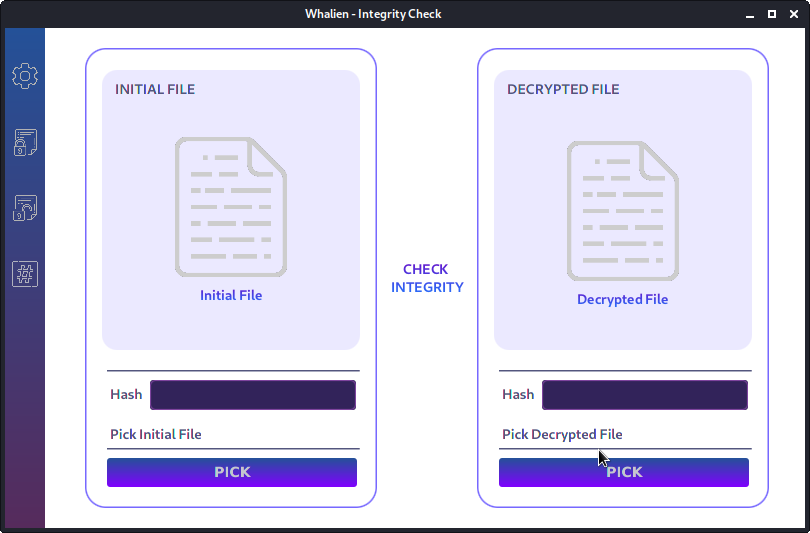 Whalien - Integrity Check
INITIAL FILE
Initial File
Hash
Pick Initial File
PICK
CHECK
INTEGRITY
DECRYPTED FILE
Decrypted File
Hash
Pick Decrypted File
PICK
#